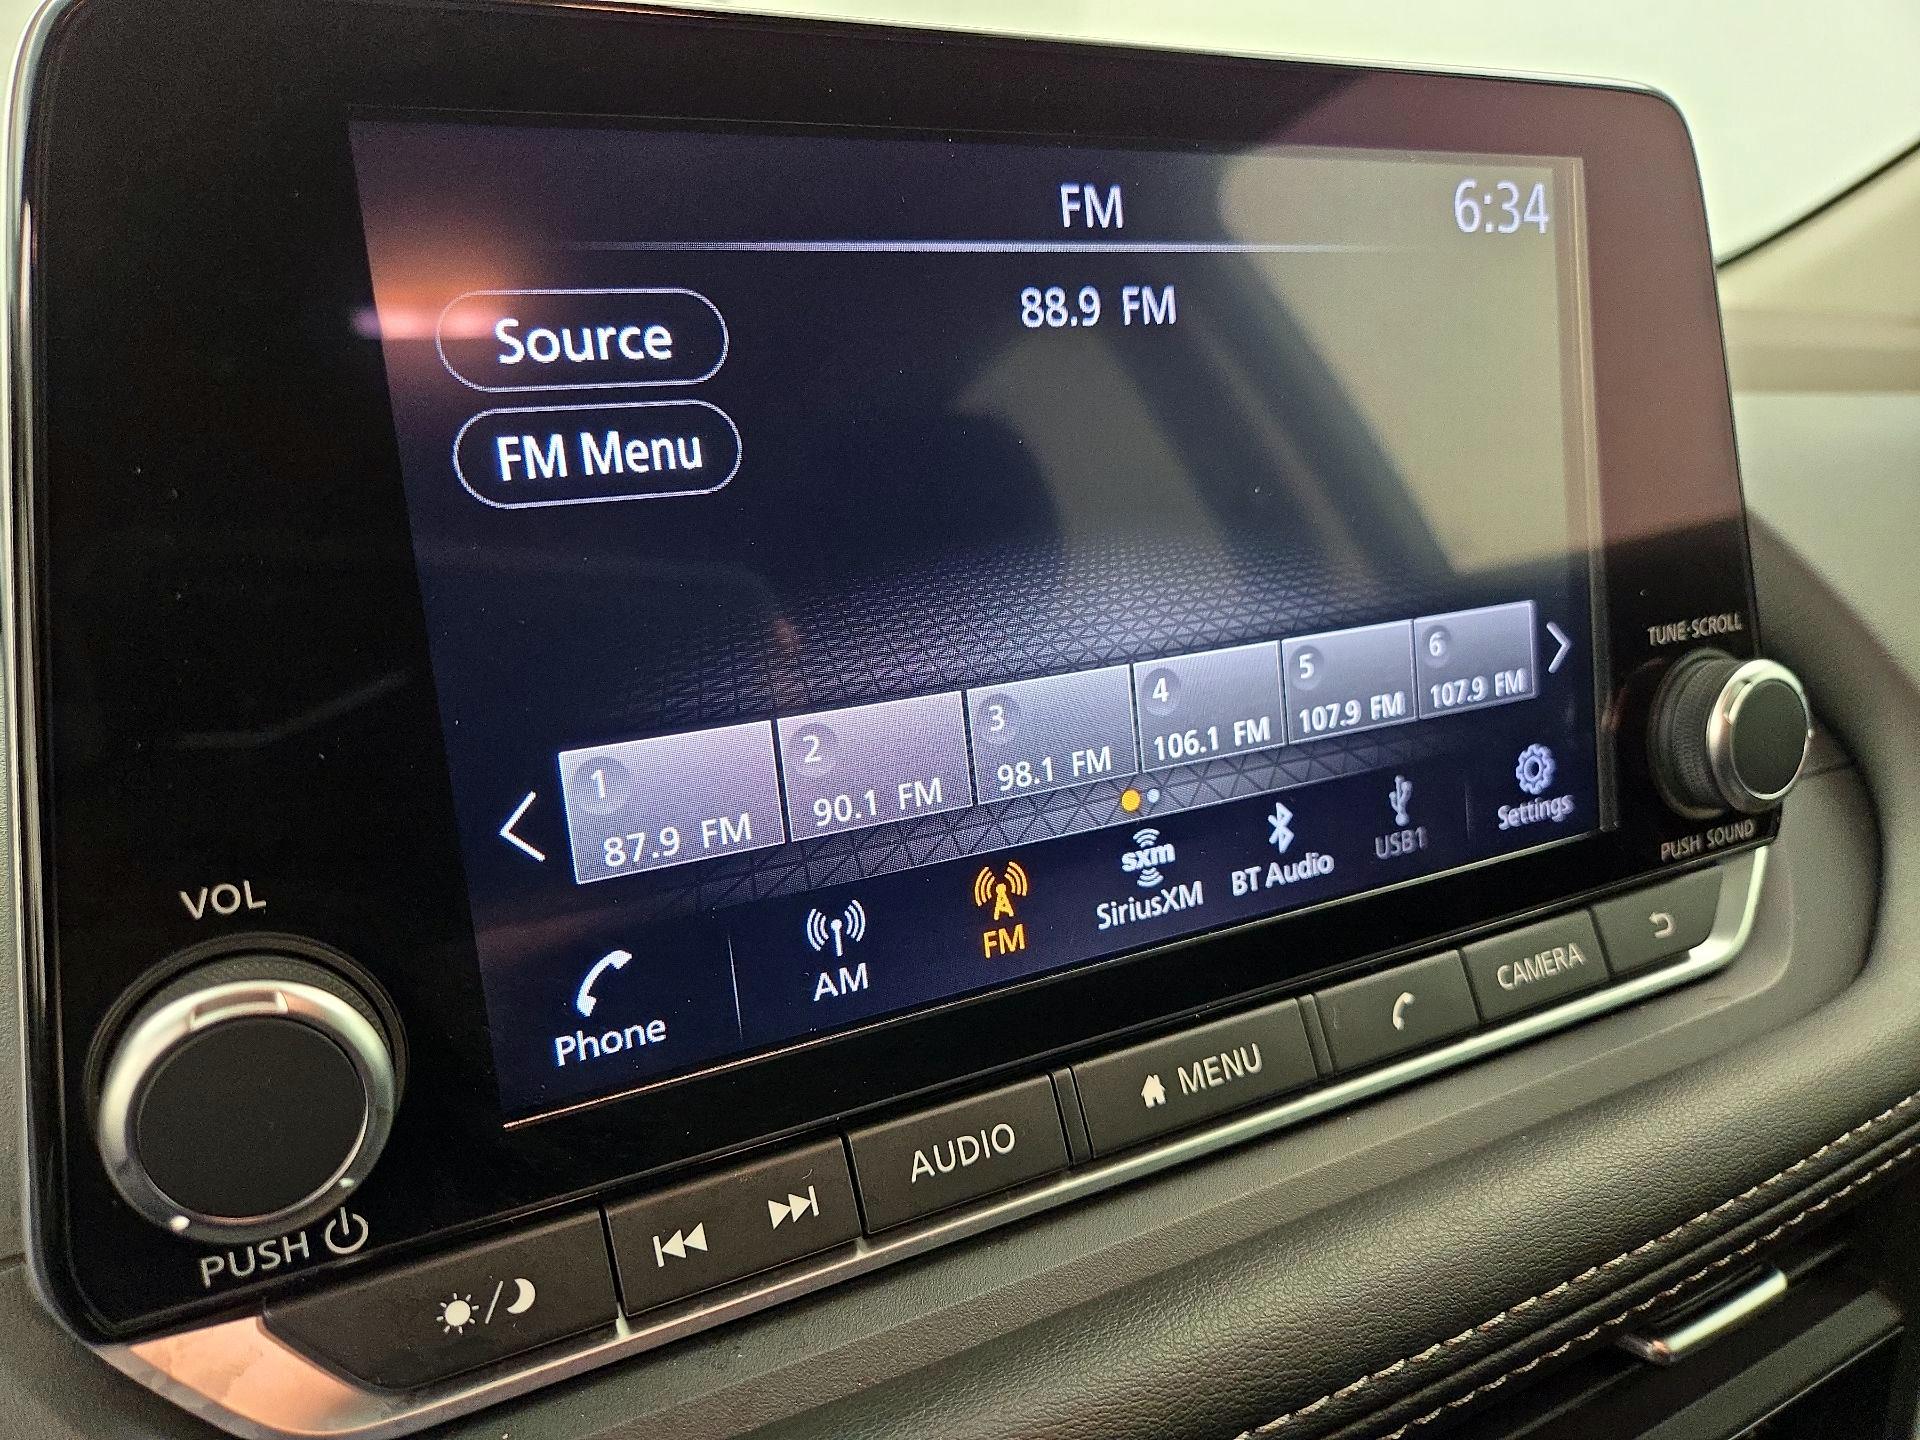 FM
6:34
88.9 FM
Source
FM Menu
1
87.9 FM
2
90.1 FM
3
98.1 FM
4
106.1 FM
5
107.9 FM
6
107.9 FM
Phone
AM
FM
sxm
SiriusXM
BT Audio
USB1
Settings
TUNE·SCROLL
PUSH SOUND
VOL
PUSH
AUDIO
MENU
CAMERA